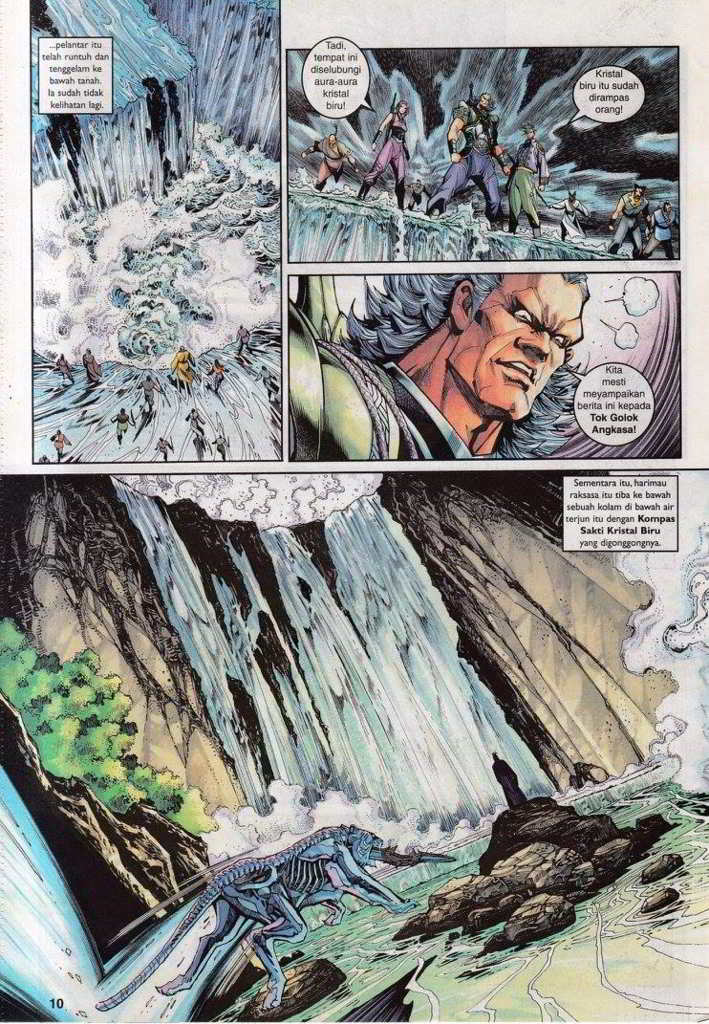 ...pelantar itu
telah runtuh dan
tenggelam ke
bawah tanah.
Ia sudah tidak
kelihatan lagi.
Tadi,
tempat ini
diselubungi
aura-aura
kristal
biru!
Kristal
biru itu sudah
dirampas
orang!
Kita
mesti
menyampaikan
berita ini kepada
Tok Golok
Angkasa!
Sementara itu, harimau
raksasa itu tiba ke bawah
sebuah kolam di bawah air
terjun itu dengan Kompas
Sakti Kristal Biru
yang digonggongnya.
10